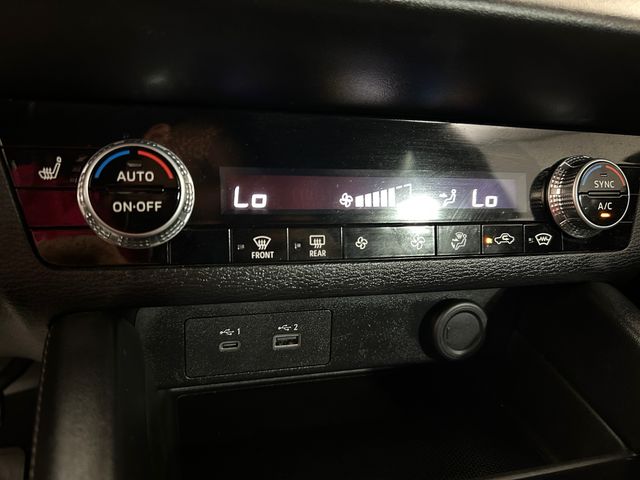 AUTO
ON·OFF
Lo
Lo
SYNC
A/C
FRONT
REAR
1
2